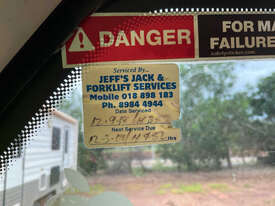 DANGER
FOR MA
FAILURE
Serviced By...
JEFF'S JACK &
FORKLIFT SERVICES
Mobile 018 898 183
Ph. 8984 4944
Date Serviced
Next Service Due
Hrs